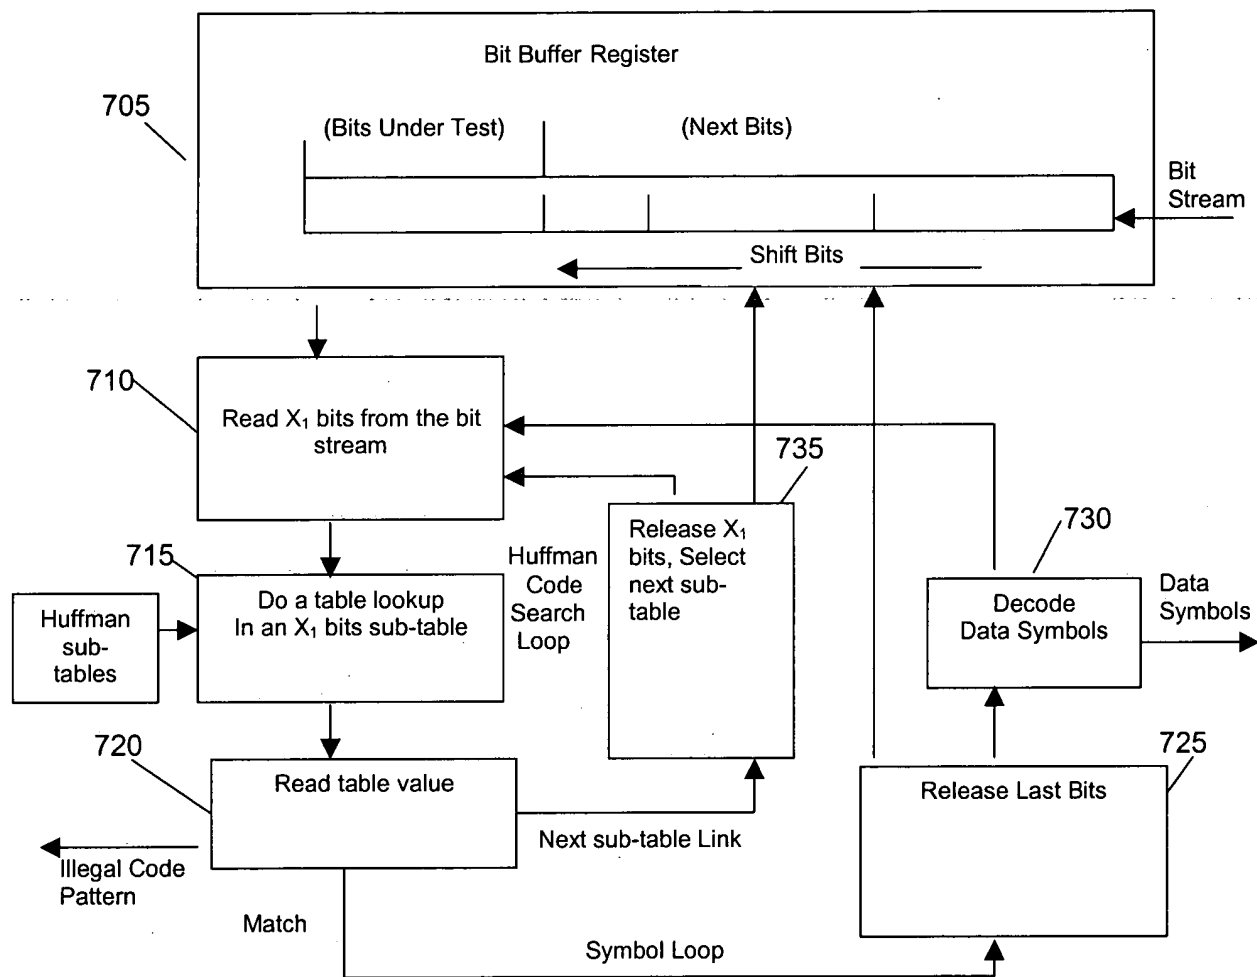 Bit Buffer Register
705
(Bits Under Test)
(Next Bits)
Bit
Stream
Shift Bits
710
Read X₁ bits from the bit
stream
735
Release X₁
bits, Select
next sub-
table
715
Huffman
Code
Search
Loop
730
Do a table lookup
In an X₁ bits sub-table
Huffman
sub-
tables
Decode
Data Symbols
Data
Symbols
720
Read table value
725
Release Last Bits
Next sub-table Link
Illegal Code
Pattern
Match
Symbol Loop